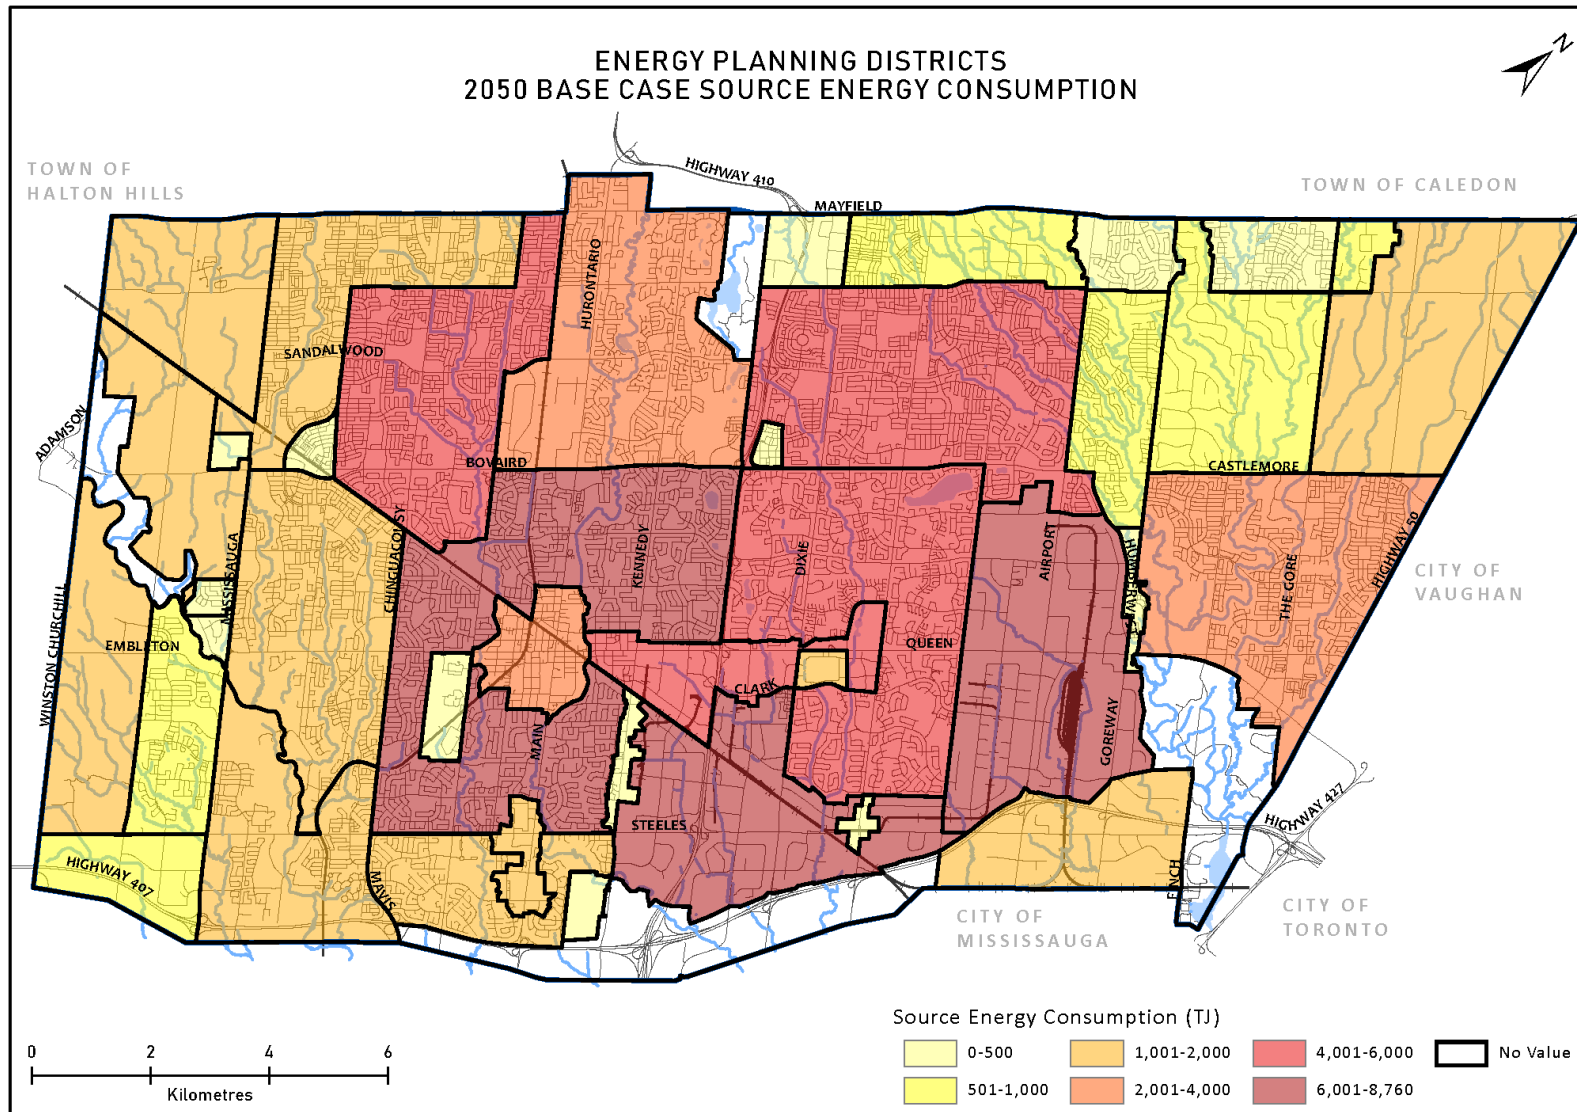 ENERGY PLANNING DISTRICTS
2050 BASE CASE SOURCE ENERGY CONSUMPTION
N
TOWN OF
HALTON HILLS
HIGHWAY 410
TOWN OF CALEDON
MAYFIELD
HURONTARIO
SANDALWOOD
ADAMSON
BOVAIRD
CASTLEMORE
CHINGUACOUSY
KENNEDY
DIXIE
AIRPORT
HUMBERWEST
THE GORE
HIGHWAY 50
CITY OF
VAUGHAN
MISSISSAUGA
WINSTON CHURCHILL
EMBLETON
QUEEN
CLARK
MAIN
GOREWAY
STEELES
HIGHWAY 427
HIGHWAY 407
MAVIS
FINCH
CITY OF
MISSISSAUGA
CITY OF
TORONTO
Source Energy Consumption (TJ)
0-500
1,001-2,000
4,001-6,000
No Value
501-1,000
2,001-4,000
6,001-8,760
0 2 4 6
Kilometres